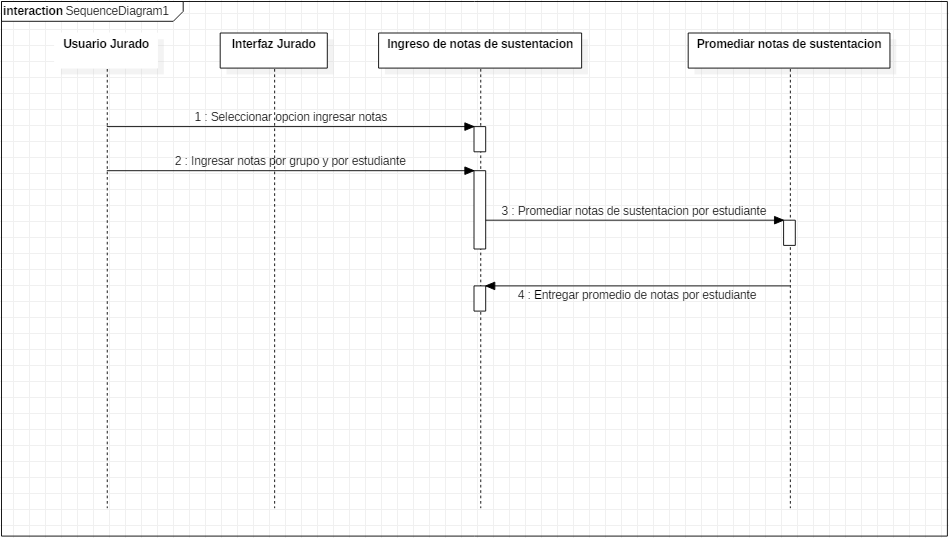 interaction SequenceDiagram1
Usuario Jurado
Interfaz Jurado
Ingreso de notas de sustentacion
Promediar notas de sustentacion
1 : Seleccionar opcion ingresar notas
2 : Ingresar notas por grupo y por estudiante
3 : Promediar notas de sustentacion por estudiante
4 : Entregar promedio de notas por estudiante